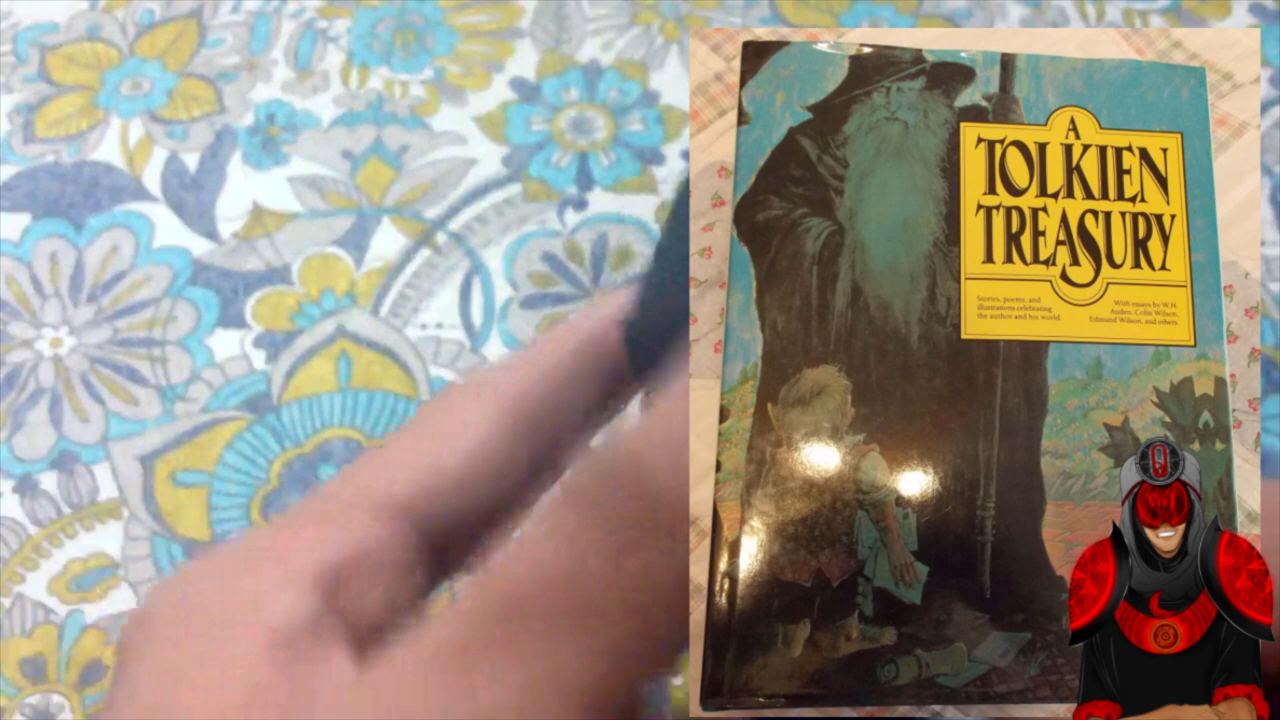 A
TOLKIEN
TREASURY
Stories, poems, and
illustrations celebrating
the author and his world.
With essays by W.H.
Auden, Colin Wilson,
Edmund Wilson, and others.